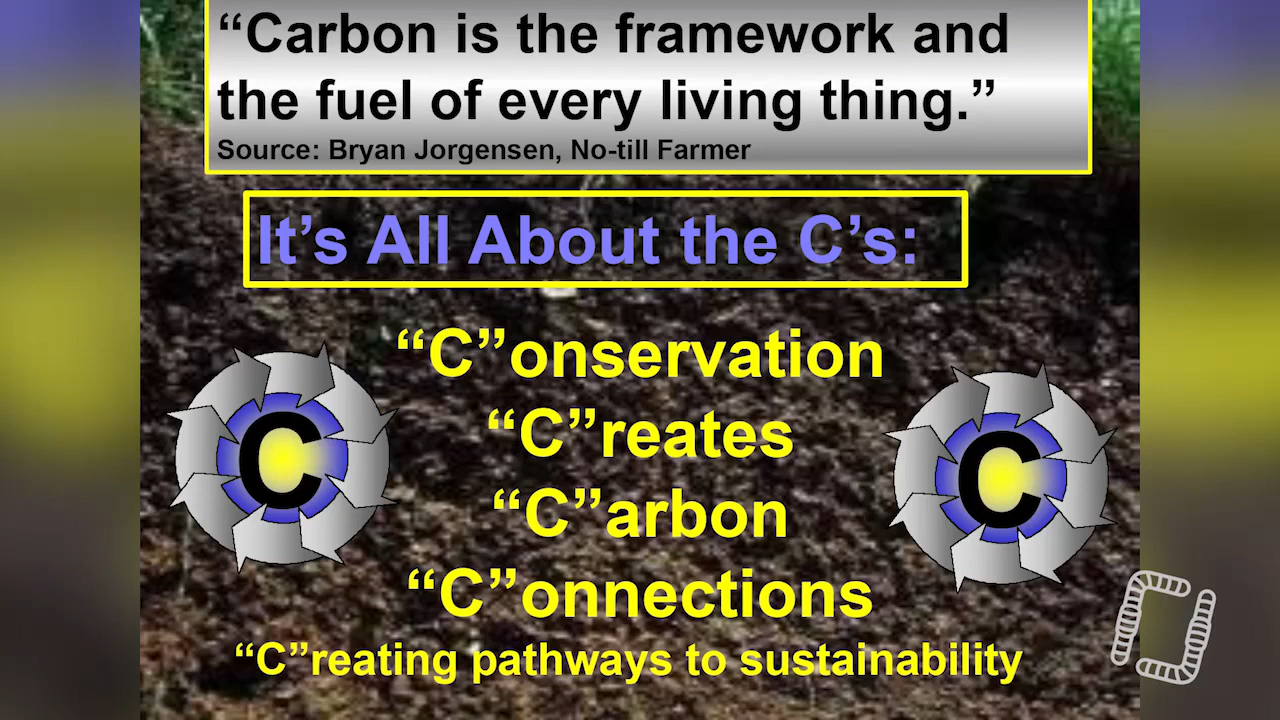 “Carbon is the framework and
the fuel of every living thing.”
Source: Bryan Jorgensen, No-till Farmer
It’s All About the C’s:
“C”onservation
“C”reates
“C”arbon
“C”onnections
“C”reating pathways to sustainability
C
C